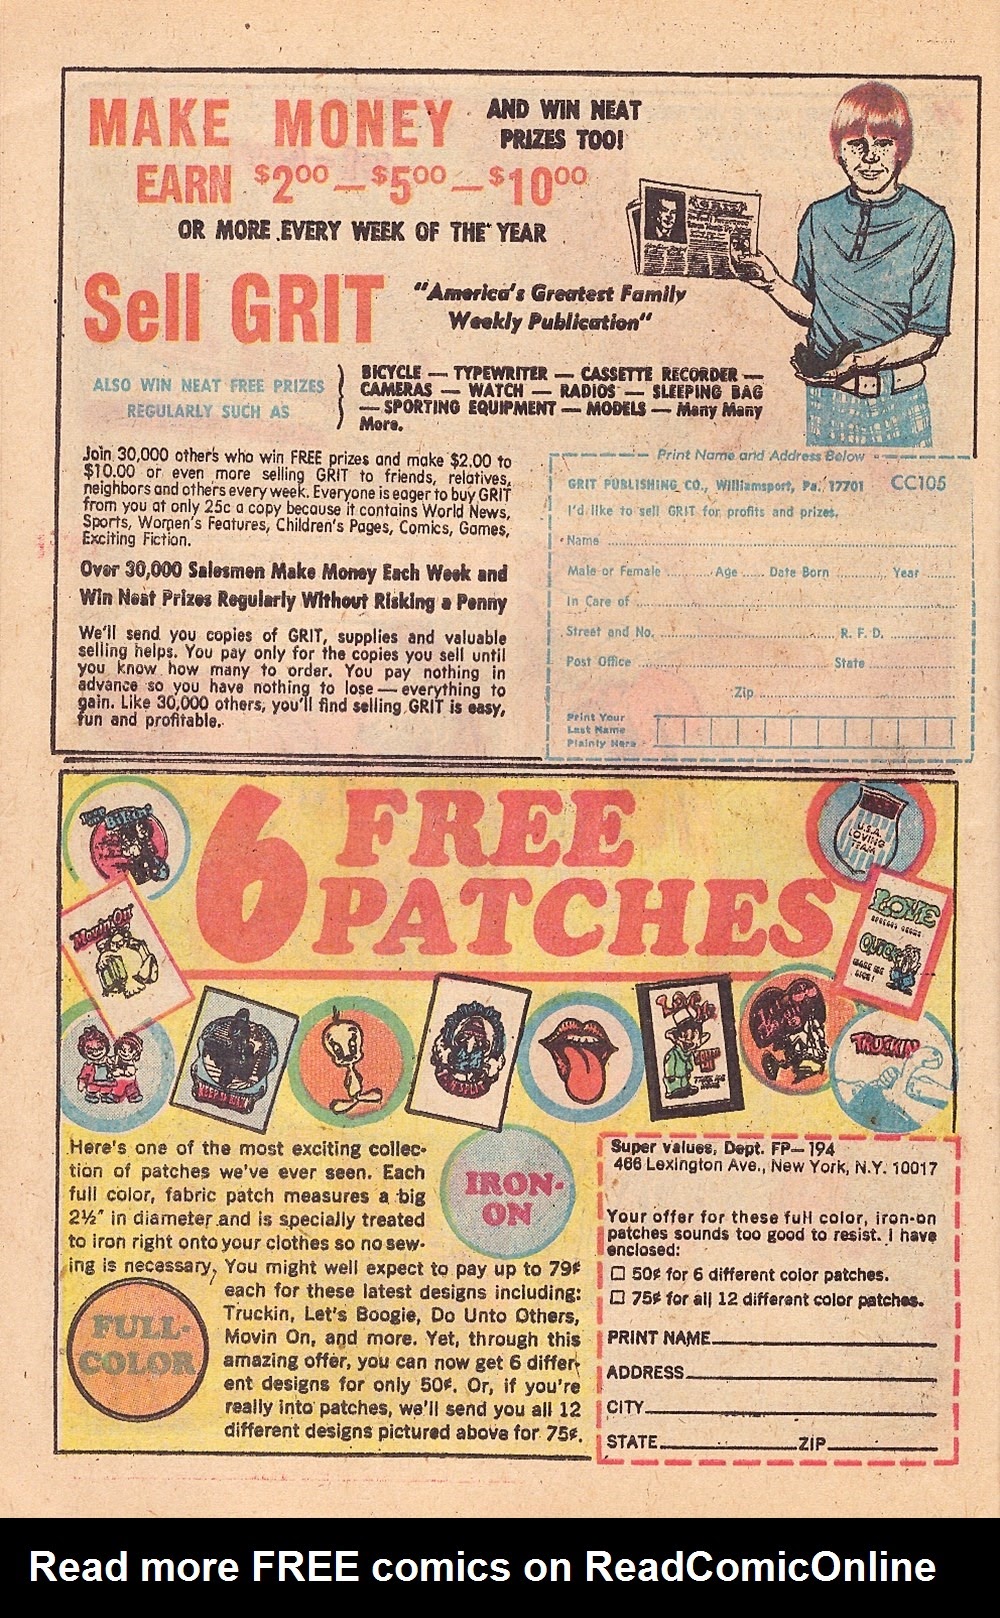 MAKE MONEY
AND WIN NEAT
PRIZES TOO!
EARN $2.00 — $5.00 — $10.00
OR MORE EVERY WEEK OF THE YEAR
Sell GRIT
"America's Greatest Family
Weekly Publication"
ALSO WIN NEAT FREE PRIZES
REGULARLY SUCH AS
BICYCLE — TYPEWRITER — CASSETTE RECORDER —
CAMERAS — WATCH — RADIOS — SLEEPING BAG
— SPORTING EQUIPMENT — MODELS — Many Many
More.
Join 30,000 others who win FREE prizes and make $2.00 to
$10.00 or even more selling GRIT to friends, relatives,
neighbors and others every week. Everyone is eager to buy GRIT
from you at only 25c a copy because it contains World News,
Sports, Women's Features, Children's Pages, Comics, Games,
Exciting Fiction.
Over 30,000 Salesmen Make Money Each Week and
Win Neat Prizes Regularly Without Risking a Penny
We'll send you copies of GRIT, supplies and valuable
selling helps. You pay only for the copies you sell until
you know how many to order. You pay nothing in
advance so you have nothing to lose — everything to
gain. Like 30,000 others, you'll find selling GRIT is easy,
fun and profitable.
Print Name and Address Below
GRIT PUBLISHING CO., Williamsport, Pa. 17701 CC105
I'd like to sell GRIT for profits and prizes.
Name
Male or Female Age Date Born Year
In Care of
Street and No. R. F. D.
Post Office State
Zip
Print Your
Last Name
Plainly Here
6 FREE
PATCHES
U.S.A.
LOVING
TEAM
Movin' On
LOVE
TRUCKIN
Here's one of the most exciting collec-
tion of patches we've ever seen. Each
full color, fabric patch measures a big
2½" in diameter and is specially treated
to iron right onto your clothes so no sew-
ing is necessary. You might well expect to pay up to 79¢
each for these latest designs including:
Truckin, Let's Boogie, Do Unto Others,
Movin On, and more. Yet, through this
amazing offer, you can now get 6 differ-
ent designs for only 50¢. Or, if you're
really into patches, we'll send you all 12
different designs pictured above for 75¢.
IRON-
ON
FULL-
COLOR
Super values, Dept. FP—194
466 Lexington Ave., New York, N.Y. 10017
Your offer for these full color, iron-on
patches sounds too good to resist. I have
enclosed:
☐ 50¢ for 6 different color patches.
☐ 75¢ for all 12 different color patches.
PRINT NAME
ADDRESS
CITY
STATE ZIP
Read more FREE comics on ReadComicOnline